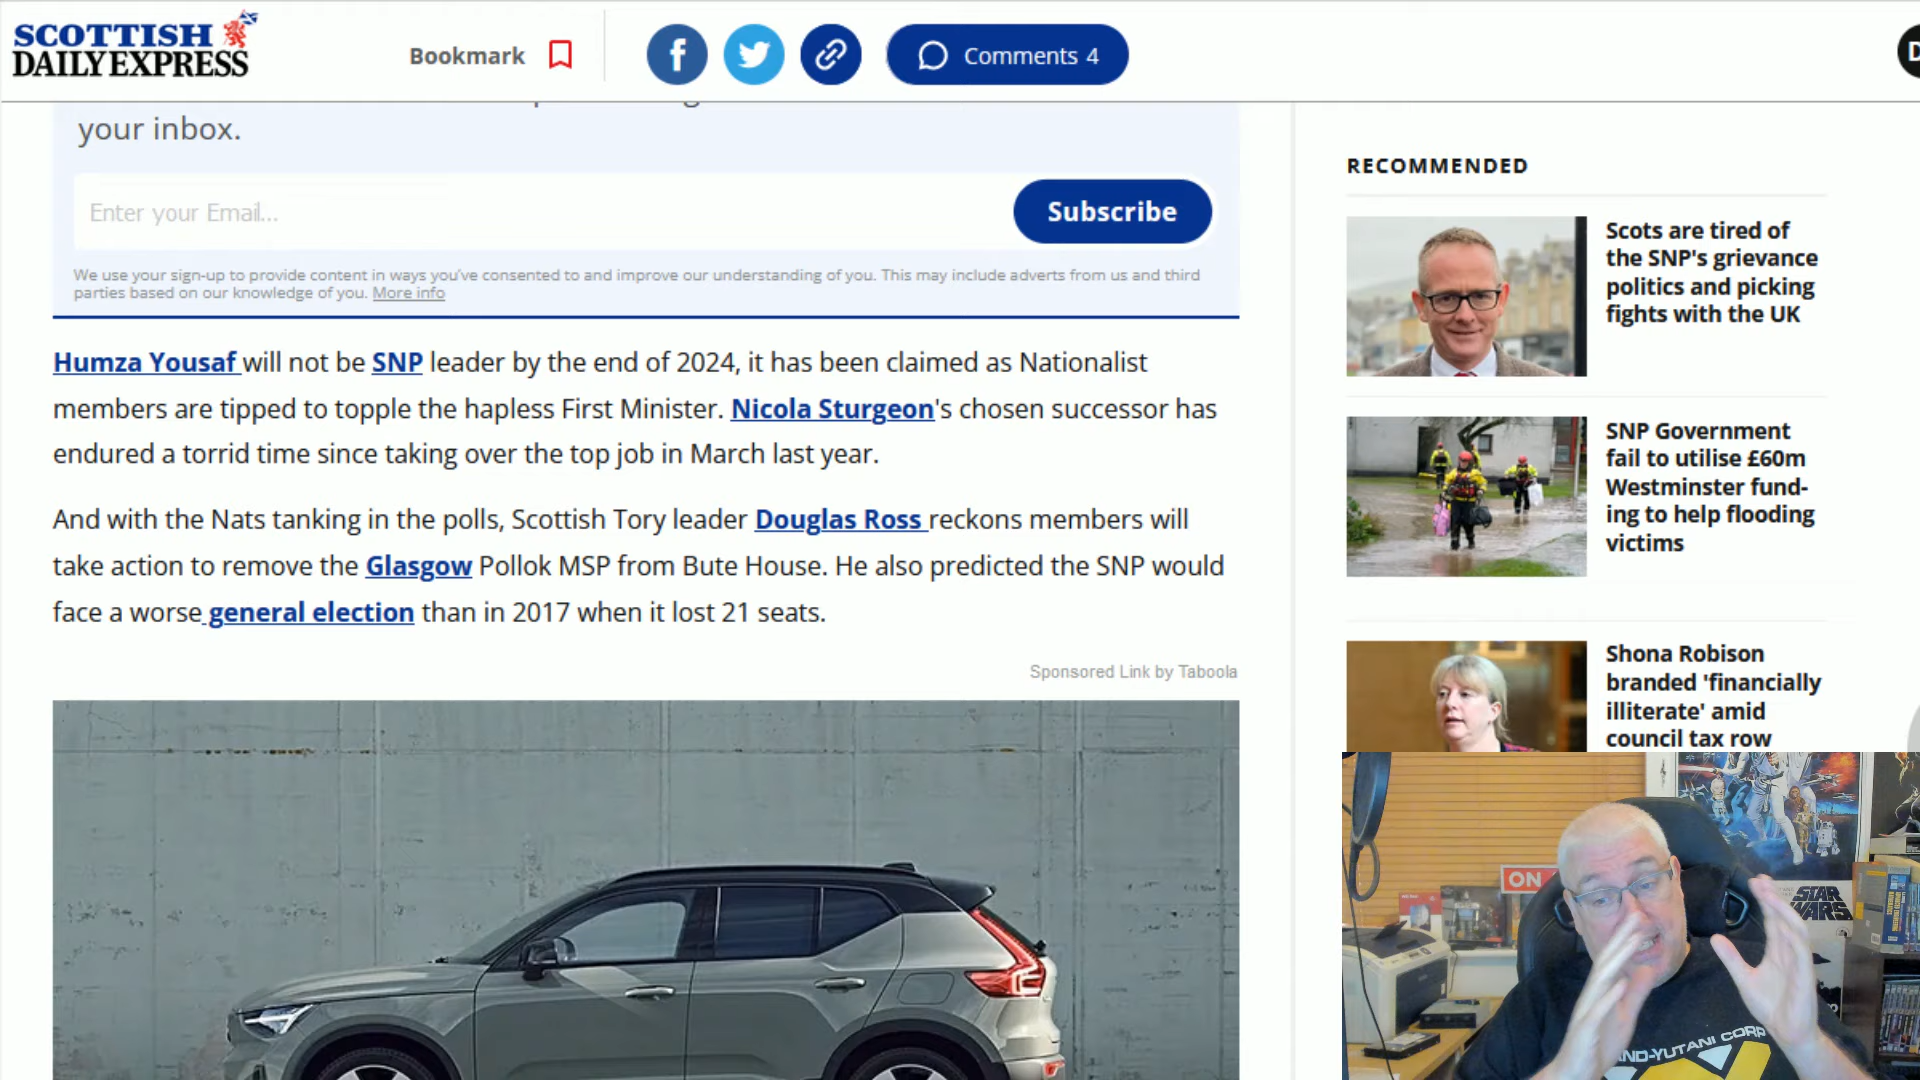 SCOTTISH
DAILY EXPRESS
Bookmark
Comments 4
D
your inbox.
Enter your Email...
Subscribe
We use your sign-up to provide content in ways you've consented to and improve our understanding of you. This may include adverts from us and third
parties based on our knowledge of you. More info
Humza Yousaf will not be SNP leader by the end of 2024, it has been claimed as Nationalist
members are tipped to topple the hapless First Minister. Nicola Sturgeon's chosen successor has
endured a torrid time since taking over the top job in March last year.
And with the Nats tanking in the polls, Scottish Tory leader Douglas Ross reckons members will
take action to remove the Glasgow Pollok MSP from Bute House. He also predicted the SNP would
face a worse general election than in 2017 when it lost 21 seats.
Sponsored Link by Taboola
RECOMMENDED
Scots are tired of
the SNP's grievance
politics and picking
fights with the UK
SNP Government
fail to utilise £60m
Westminster fund-
ing to help flooding
victims
Shona Robison
branded 'financially
illiterate' amid
council tax row
ON
STAR
WARS
ND-YUTANI CORP